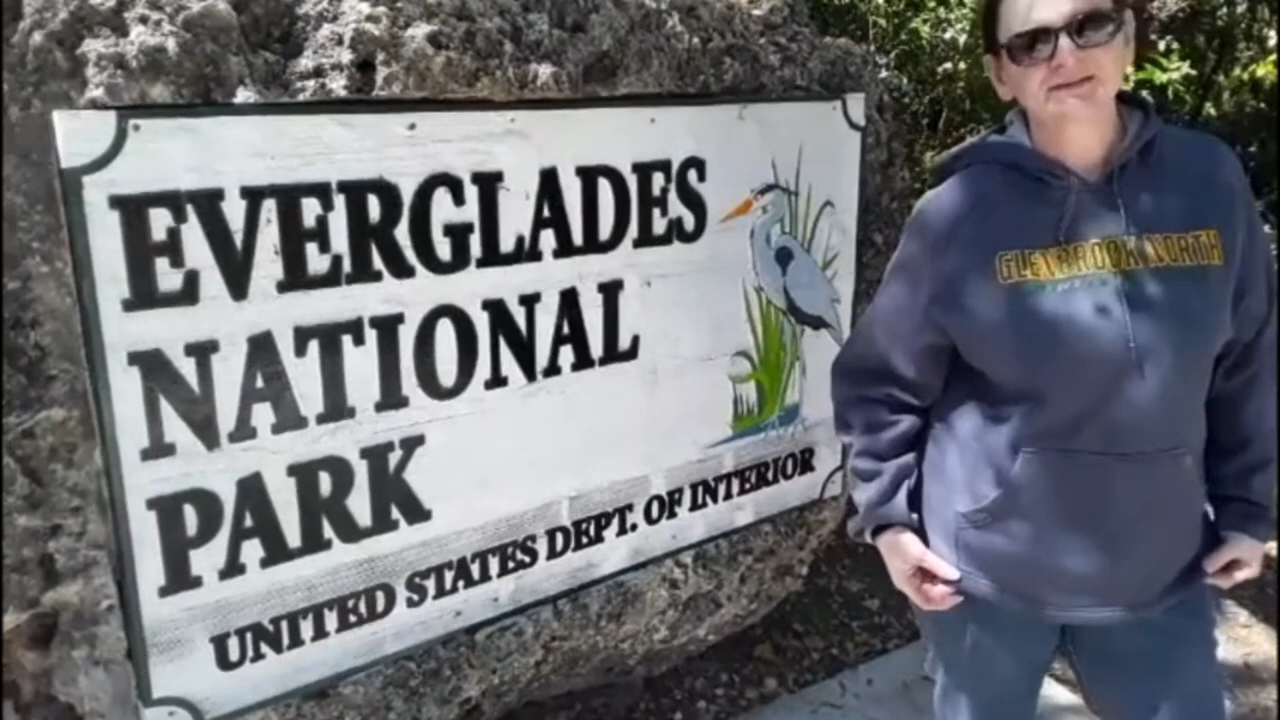 EVERGLADES
NATIONAL
PARK
UNITED STATES DEPT. OF INTERIOR
GLENBROOK NORTH